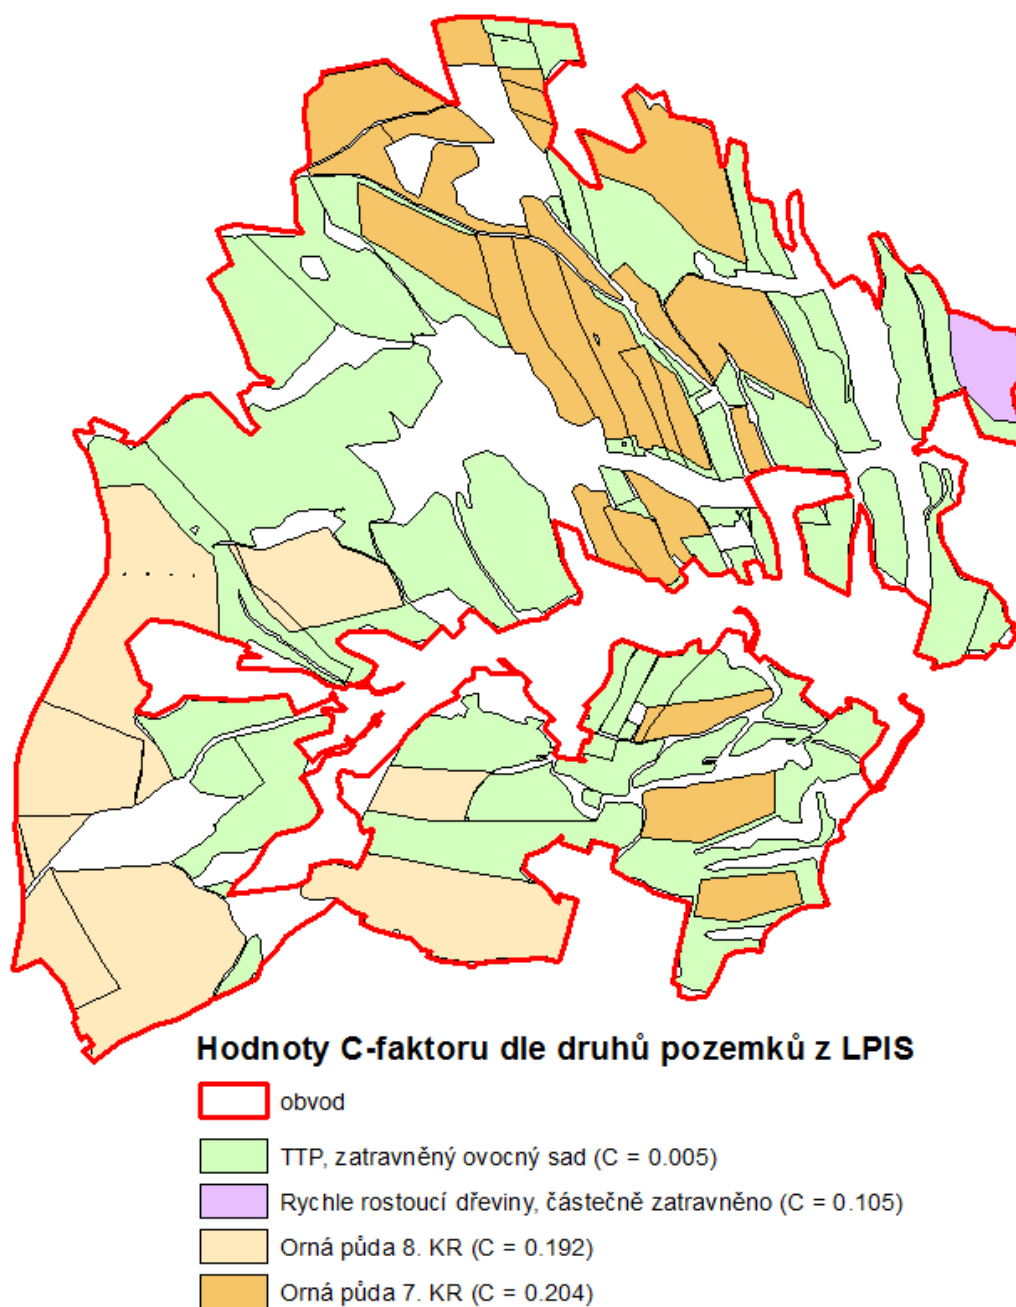 Hodnoty C-faktoru dle druhů pozemků z LPIS
obvod
TTP, zatravněný ovocný sad (C = 0.005)
Rychle rostoucí dřeviny, částečně zatravněno (C = 0.105)
Orná půda 8. KR (C = 0.192)
Orná půda 7. KR (C = 0.204)